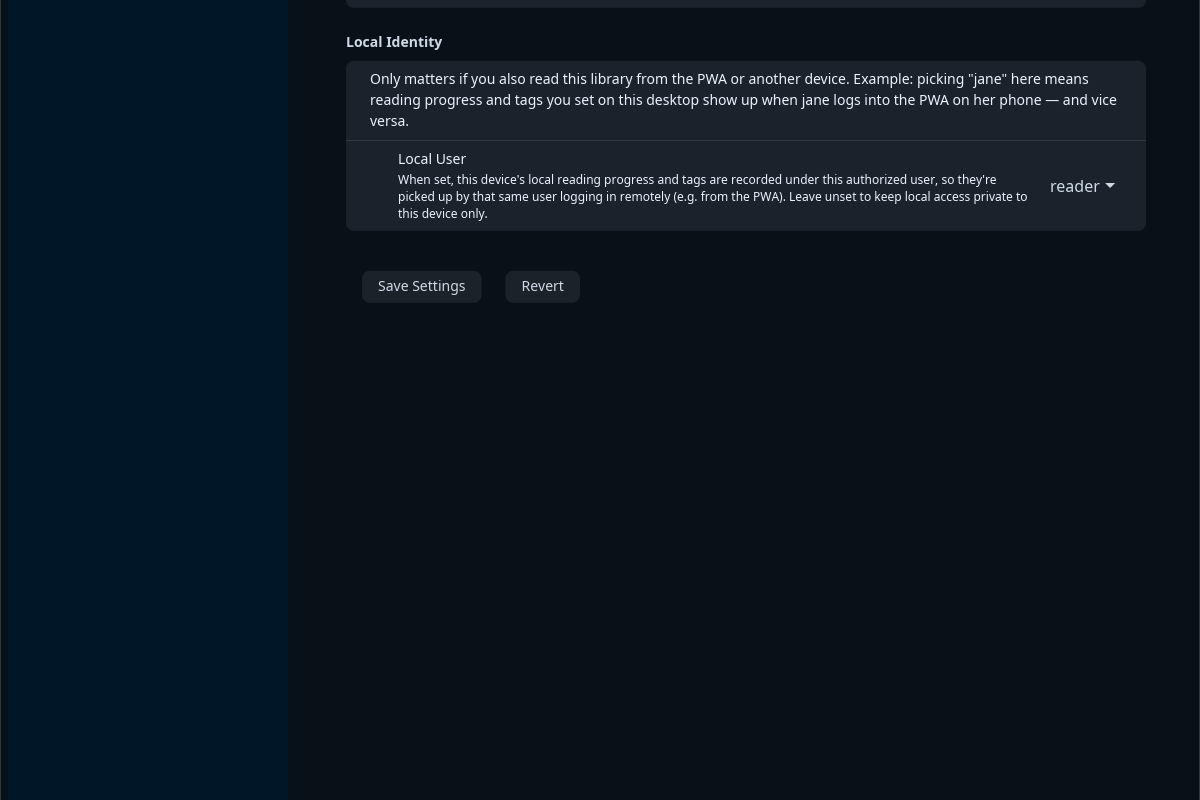 Local Identity
Only matters if you also read this library from the PWA or another device. Example: picking "jane" here means
reading progress and tags you set on this desktop show up when jane logs into the PWA on her phone — and vice
versa.
Local User
When set, this device's local reading progress and tags are recorded under this authorized user, so they're
picked up by that same user logging in remotely (e.g. from the PWA). Leave unset to keep local access private to
this device only.
reader
Save Settings
Revert